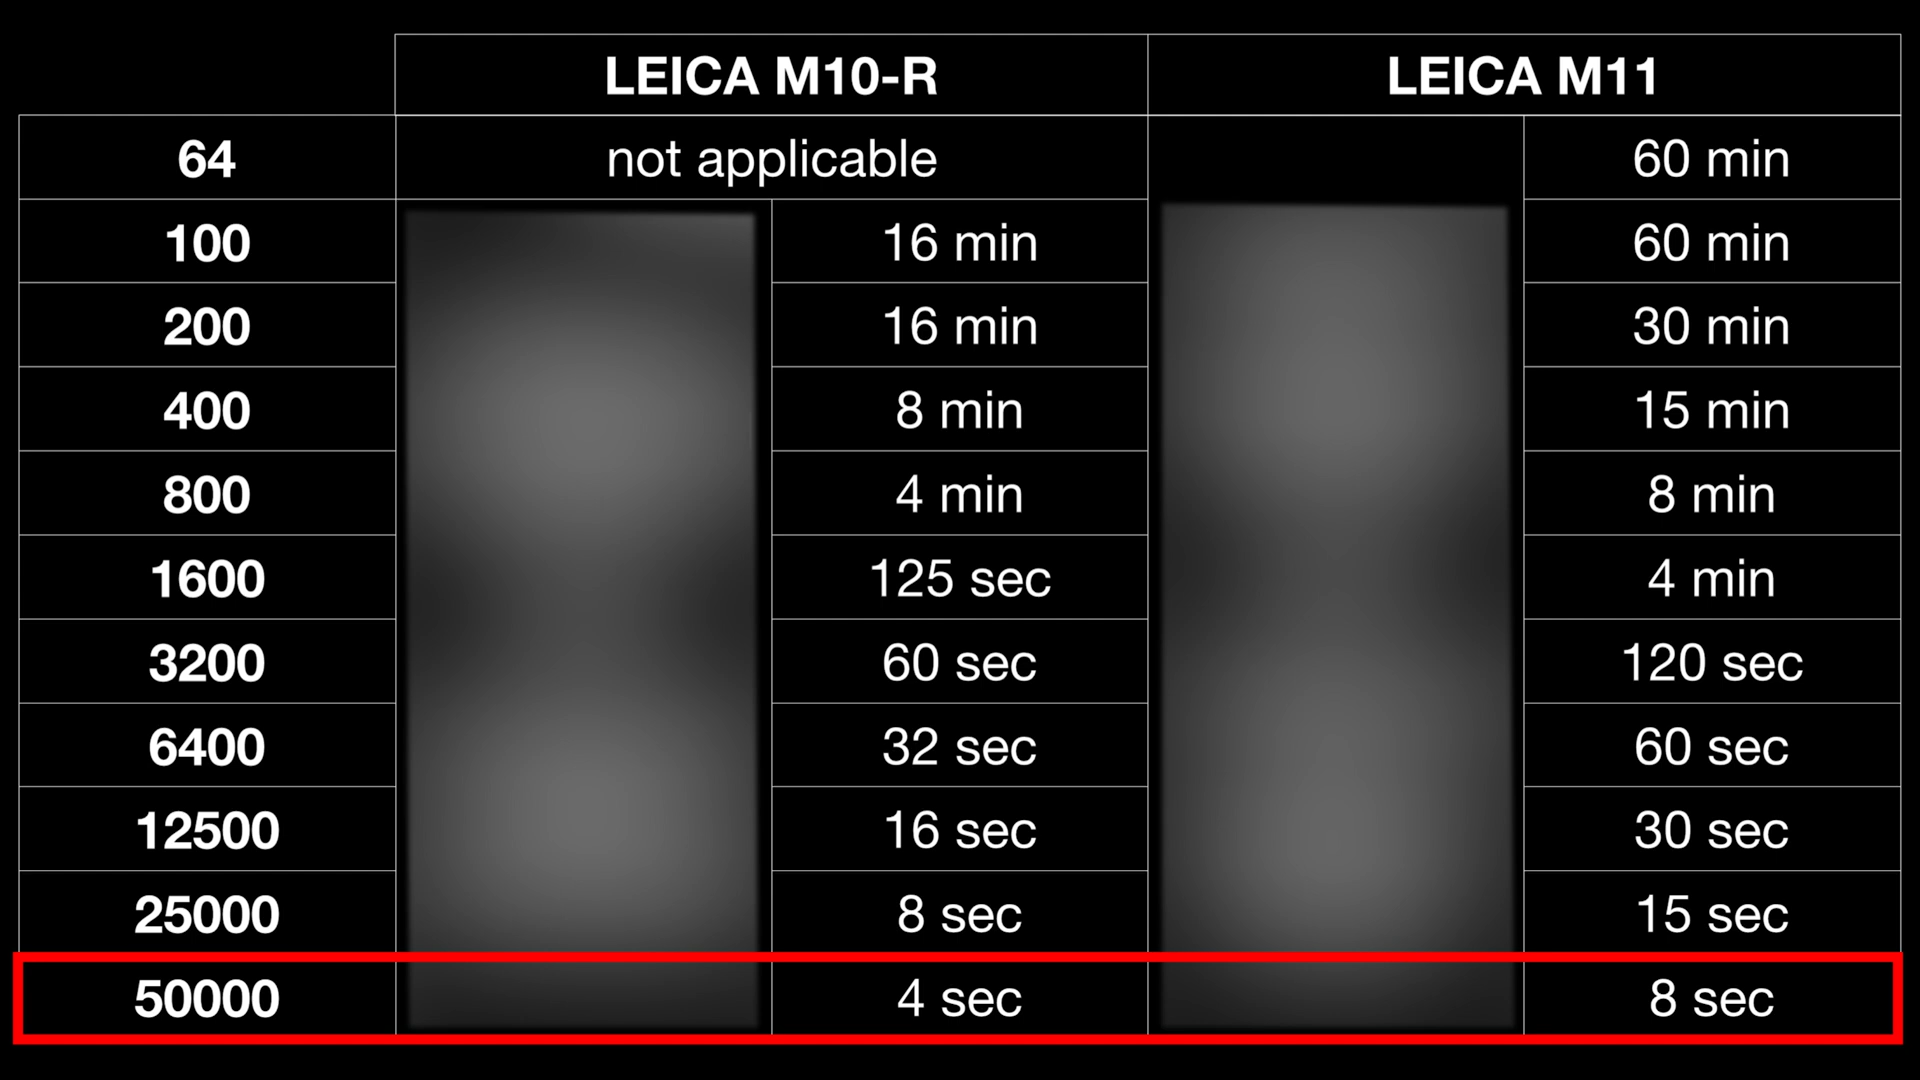 LEICA M10-R LEICA M11
64 not applicable 60 min
100 16 min 60 min
200 16 min 30 min
400 8 min 15 min
800 4 min 8 min
1600 125 sec 4 min
3200 60 sec 120 sec
6400 32 sec 60 sec
12500 16 sec 30 sec
25000 8 sec 15 sec
50000 4 sec 8 sec